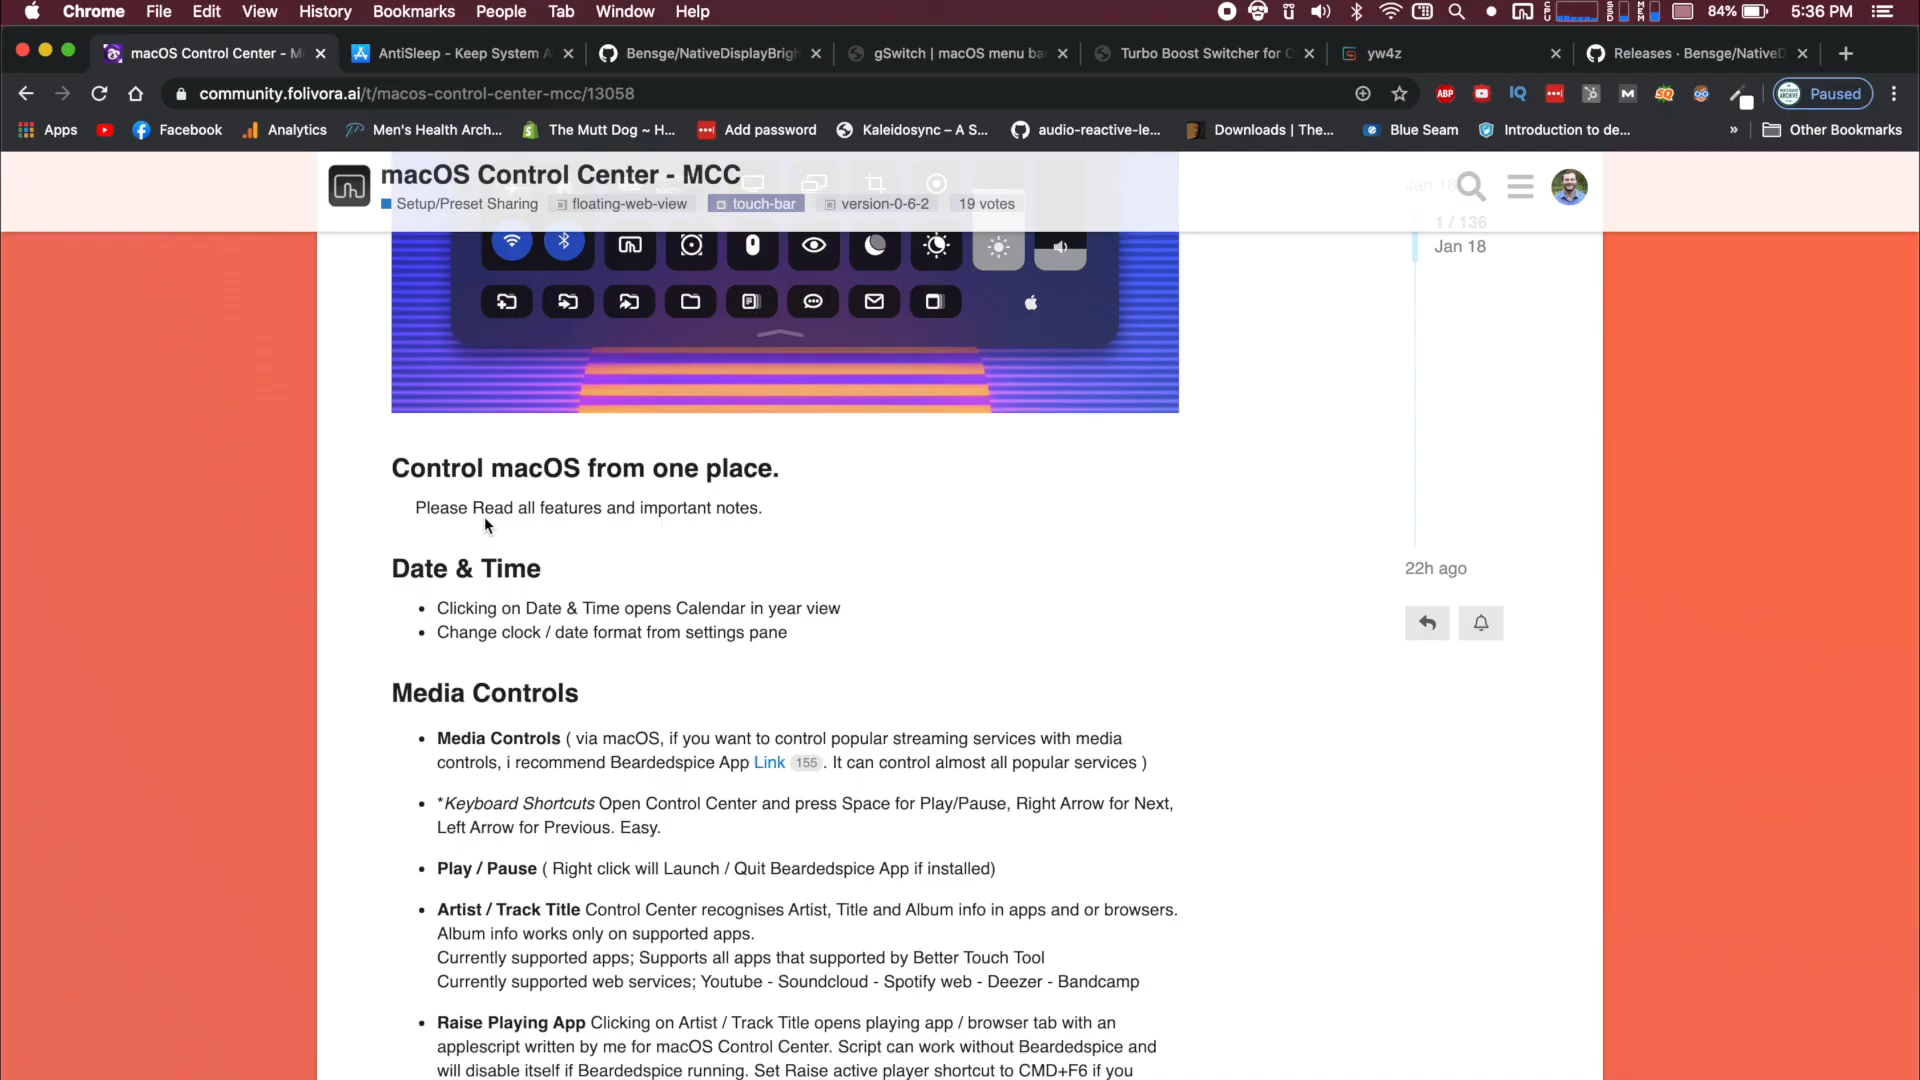 Chrome File Edit View History Bookmarks People Tab Window Help 84% 5:36 PM
macOS Control Center - M AntiSleep - Keep System A Bensge/NativeDisplayBrigh gSwitch | macOS menu ba Turbo Boost Switcher for O yw4z Releases · Bensge/NativeD
community.folivora.ai/t/macos-control-center-mcc/13058 ABP IQ M SQ Paused
Apps Facebook Analytics Men's Health Arch... The Mutt Dog ~ H... Add password Kaleidosync – A S... audio-reactive-le... Downloads | The... Blue Seam Introduction to de... » Other Bookmarks
macOS Control Center - MCC
Setup/Preset Sharing floating-web-view touch-bar version-0-6-2 19 votes
Jan 18
1 / 136
Jan 18
Control macOS from one place.
Please Read all features and important notes.
Date & Time
22h ago
• Clicking on Date & Time opens Calendar in year view
• Change clock / date format from settings pane
Media Controls
• Media Controls ( via macOS, if you want to control popular streaming services with media
controls, i recommend Beardedspice App Link 155 . It can control almost all popular services )
• *Keyboard Shortcuts Open Control Center and press Space for Play/Pause, Right Arrow for Next,
Left Arrow for Previous. Easy.
• Play / Pause ( Right click will Launch / Quit Beardedspice App if installed)
• Artist / Track Title Control Center recognises Artist, Title and Album info in apps and or browsers.
Album info works only on supported apps.
Currently supported apps; Supports all apps that supported by Better Touch Tool
Currently supported web services; Youtube - Soundcloud - Spotify web - Deezer - Bandcamp
• Raise Playing App Clicking on Artist / Track Title opens playing app / browser tab with an
applescript written by me for macOS Control Center. Script can work without Beardedspice and
will disable itself if Beardedspice running. Set Raise active player shortcut to CMD+F6 if you